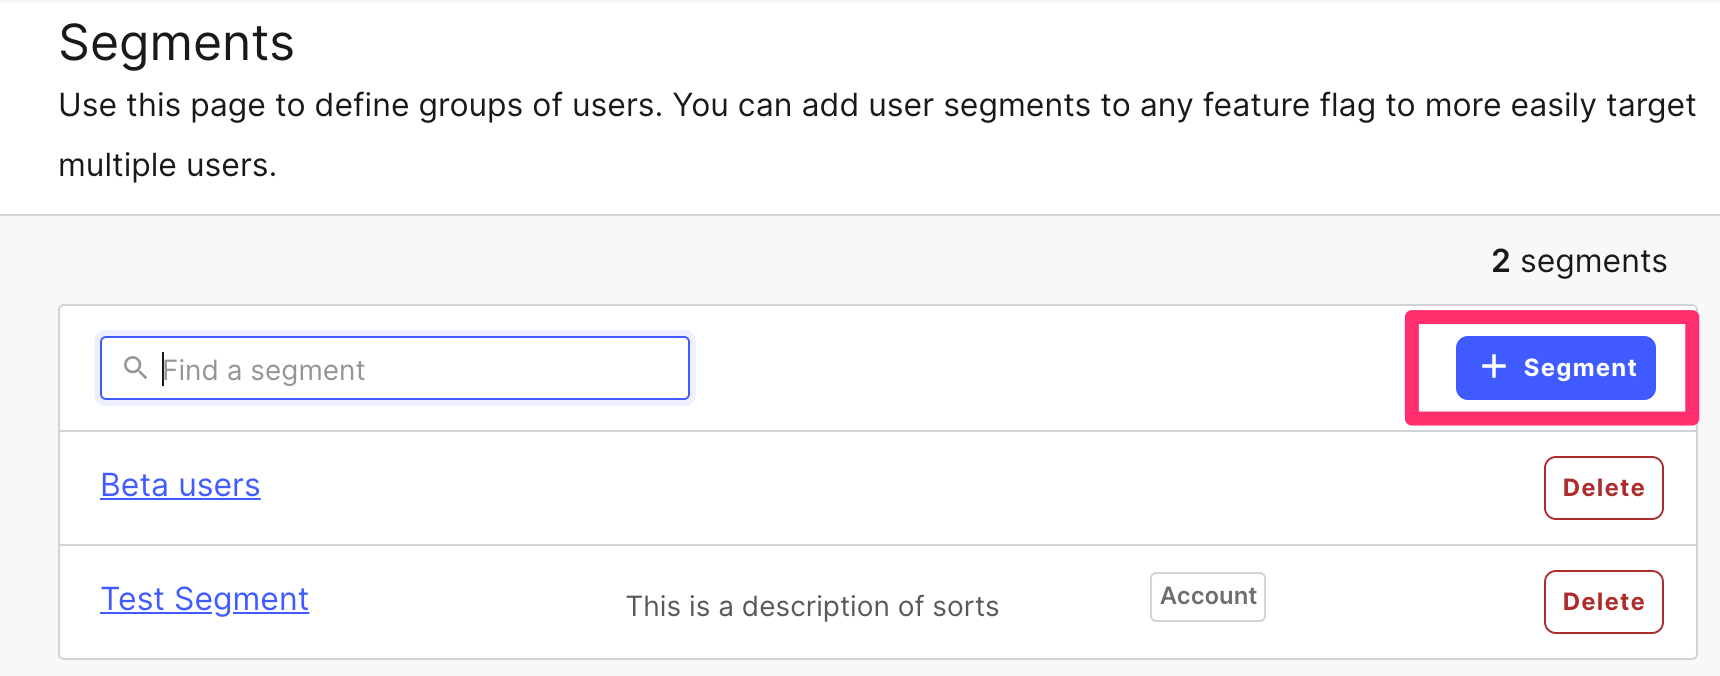 Segments
Use this page to define groups of users. You can add user segments to any feature flag to more easily target
multiple users.
2 segments
Find a segment
+ Segment
Beta users
Delete
Test Segment
This is a description of sorts
Account
Delete